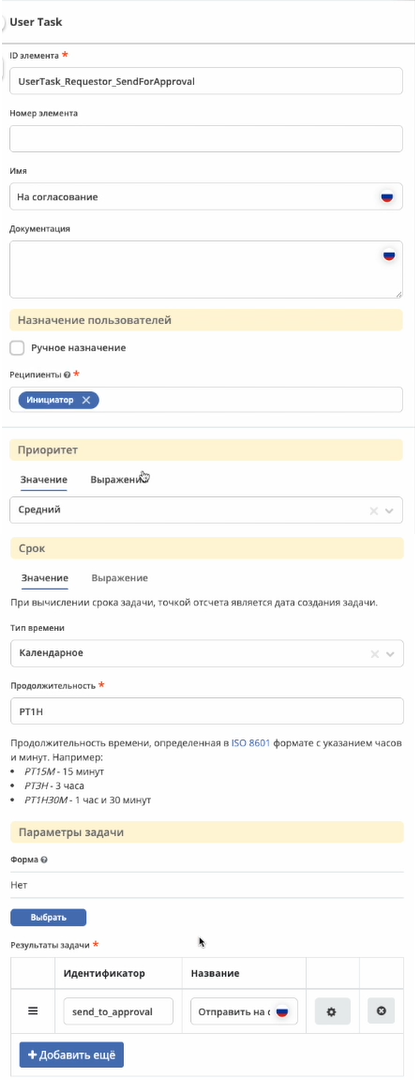 User Task
ID элемента *
UserTask_Requestor_SendForApproval
Номер элемента
Имя
На согласование
Документация
Назначение пользователей
Ручное назначение
Реципиенты *
Инициатор
Приоритет
Значение Выражение
Средний
Срок
Значение Выражение
При вычислении срока задачи, точкой отсчета является дата создания задачи.
Тип времени
Календарное
Продолжительность *
PT1H
Продолжительность времени, определенная в ISO 8601 формате с указанием часов
и минут. Например:
• PT15M - 15 минут
• PT3H - 3 часа
• PT1H30M - 1 час и 30 минут
Параметры задачи
Форма
Нет
Выбрать
Результаты задачи *
Идентификатор Название
send_to_approval Отправить на с
+ Добавить ещё